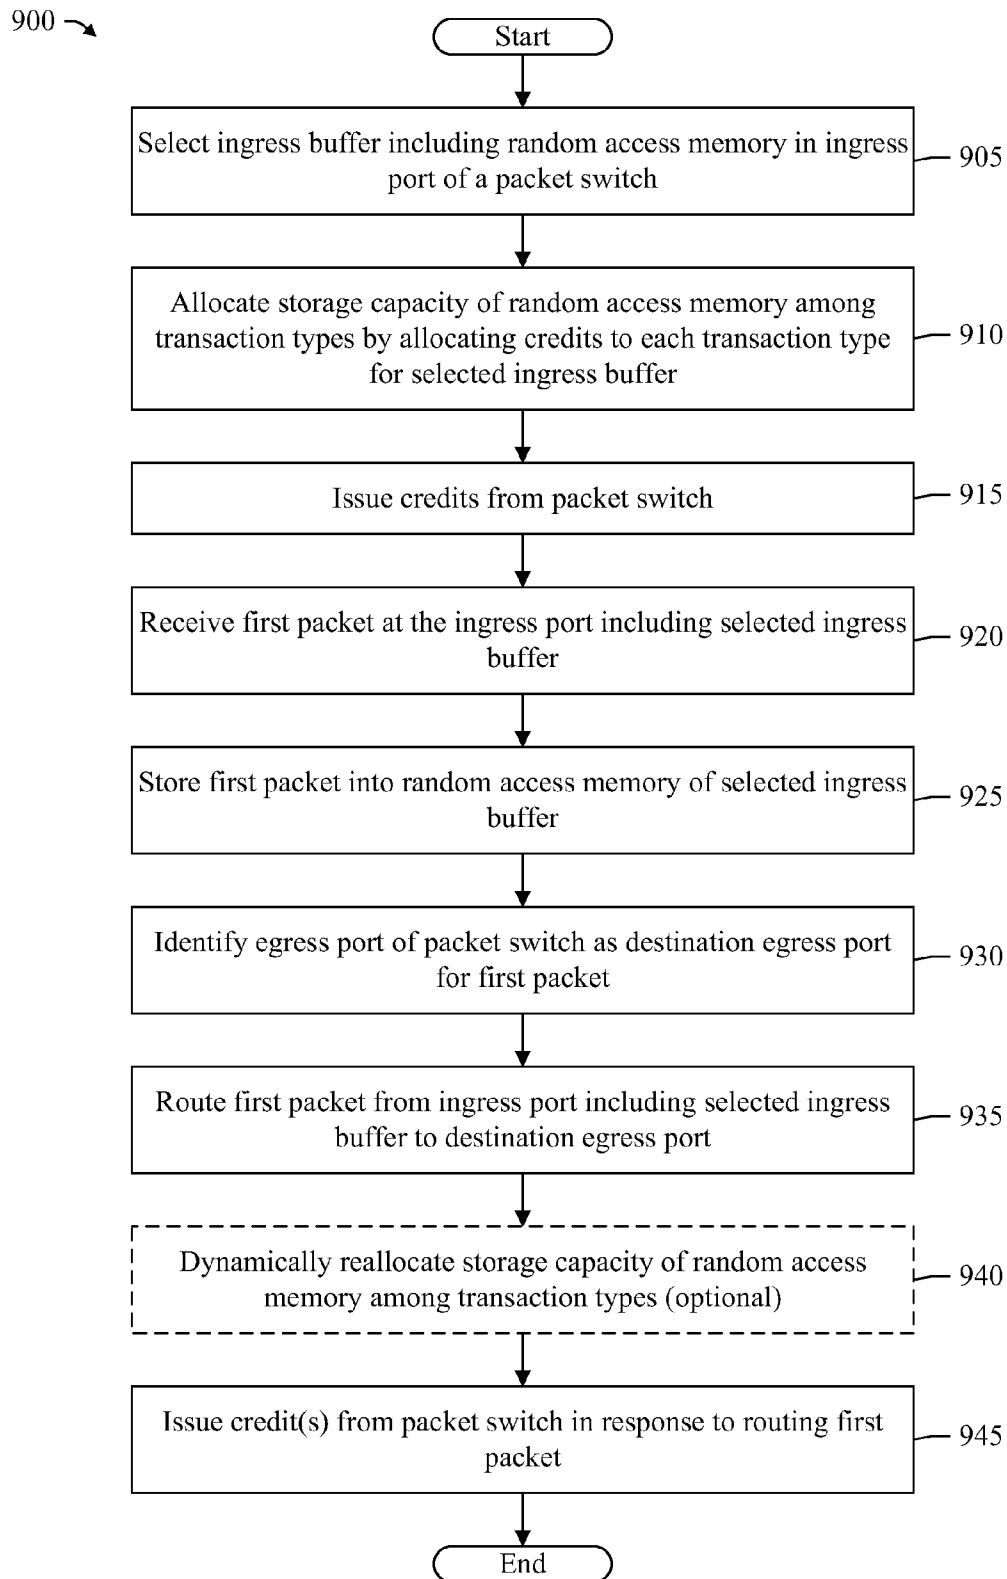 900
Start
Select ingress buffer including random access memory in ingress
port of a packet switch
905
Allocate storage capacity of random access memory among
transaction types by allocating credits to each transaction type
for selected ingress buffer
910
Issue credits from packet switch
915
Receive first packet at the ingress port including selected ingress
buffer
920
Store first packet into random access memory of selected ingress
buffer
925
Identify egress port of packet switch as destination egress port
for first packet
930
Route first packet from ingress port including selected ingress
buffer to destination egress port
935
Dynamically reallocate storage capacity of random access
memory among transaction types (optional)
940
Issue credit(s) from packet switch in response to routing first
packet
945
End